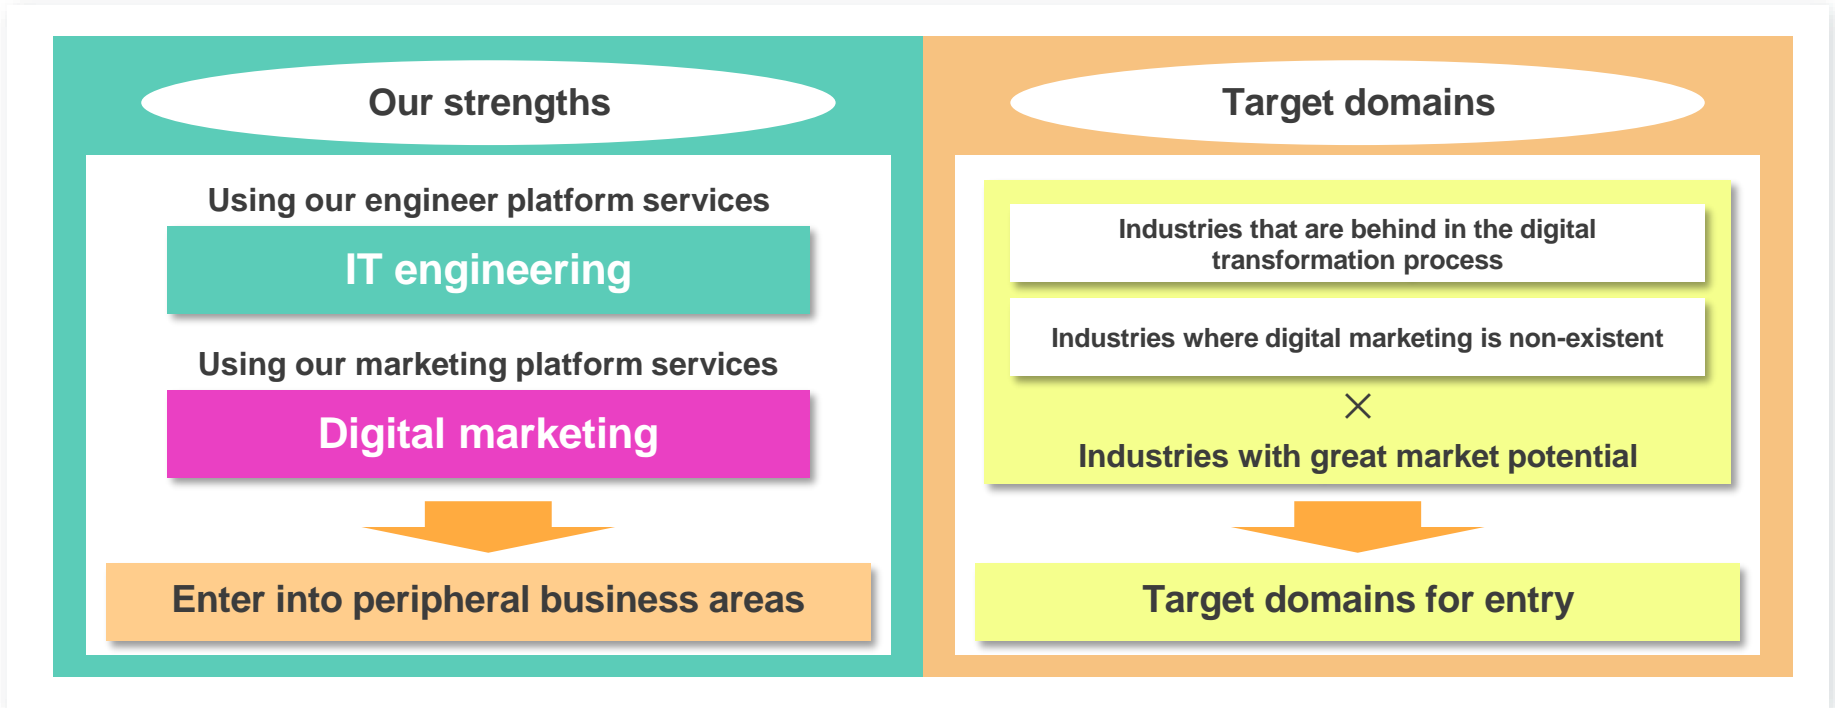 Our strengths
Using our engineer platform services
IT engineering
Using our marketing platform services
Digital marketing
Enter into peripheral business areas
Target domains
Industries that are behind in the digital
transformation process
Industries where digital marketing is non-existent
×
Industries with great market potential
Target domains for entry